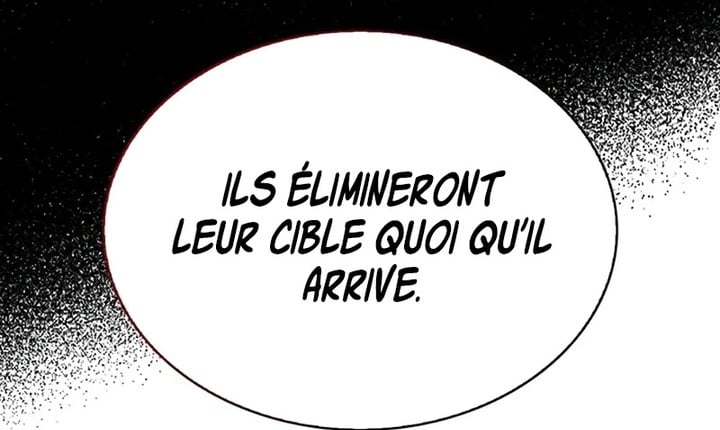 ILS ÉLIMINERONT
LEUR CIBLE QUOI QU'IL
ARRIVE.